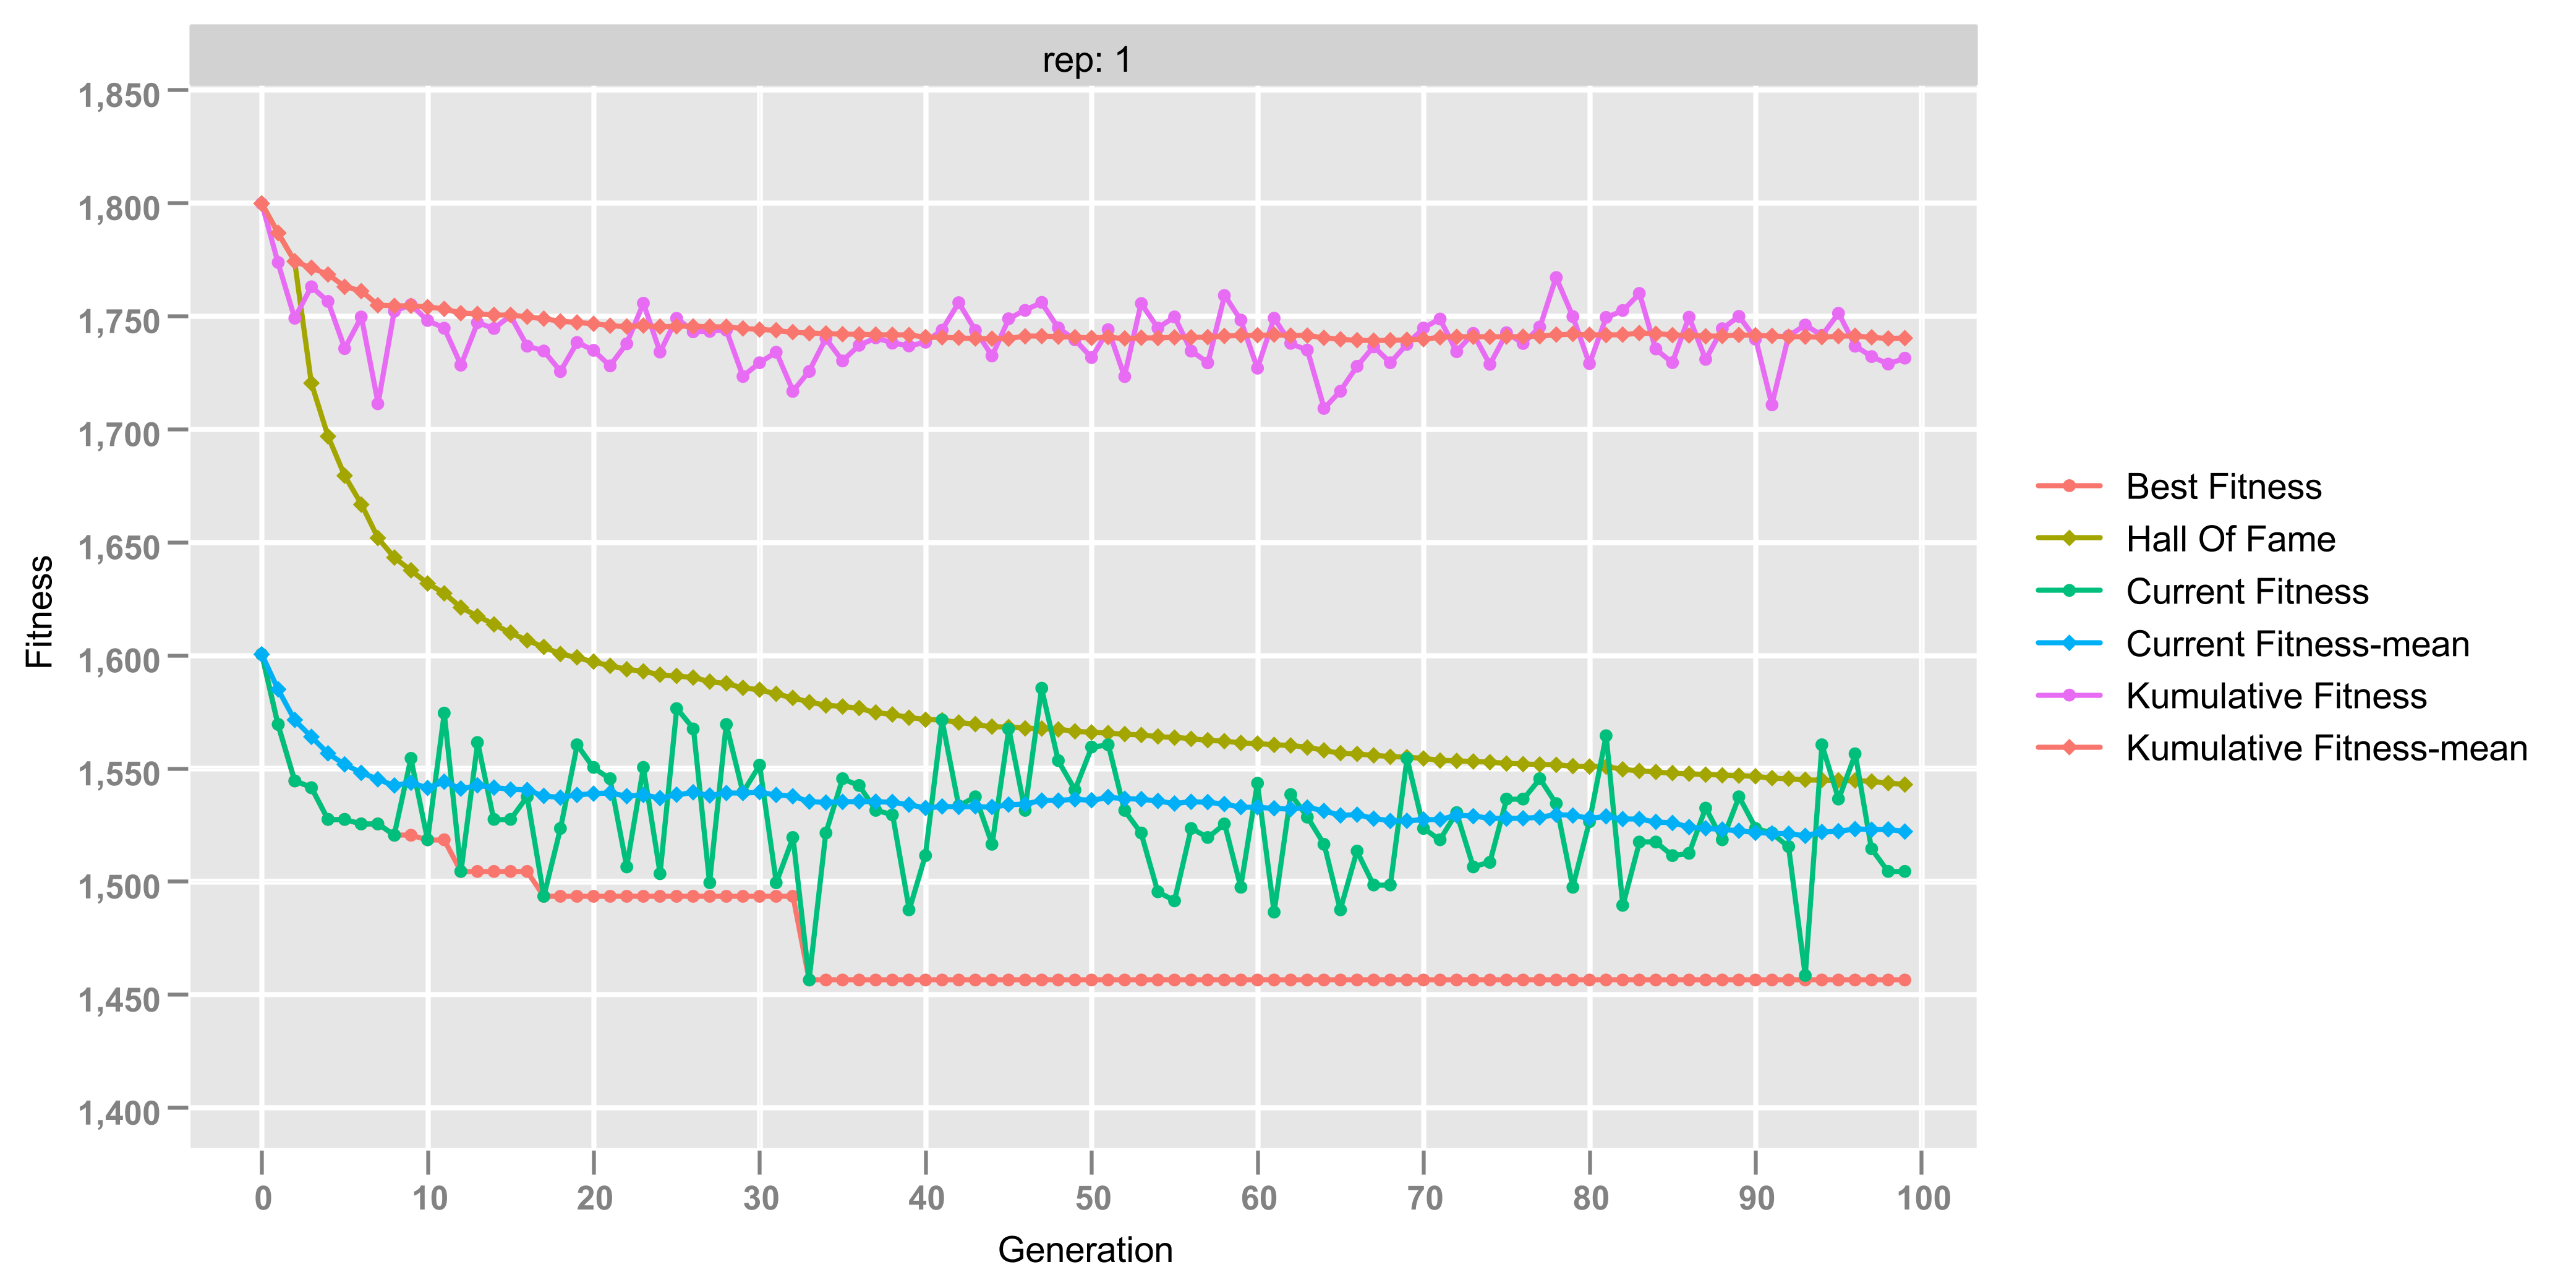 rep: 1
1,850
1,800
1,750
1,700
1,650
1,600
1,550
1,500
1,450
1,400
Fitness
0 10 20 30 40 50 60 70 80 90 100
Generation
Best Fitness
Hall Of Fame
Current Fitness
Current Fitness-mean
Kumulative Fitness
Kumulative Fitness-mean